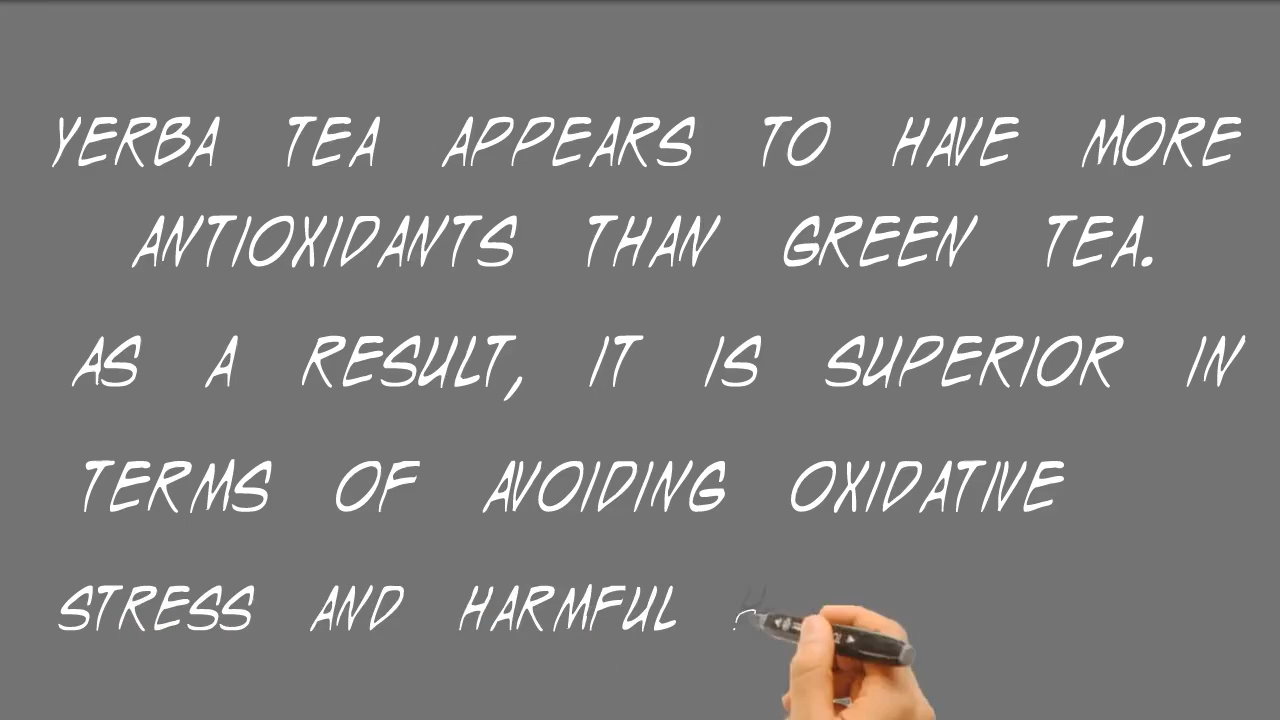 YERBA TEA APPEARS TO HAVE MORE
ANTIOXIDANTS THAN GREEN TEA.
AS A RESULT, IT IS SUPERIOR IN
TERMS OF AVOIDING OXIDATIVE
STRESS AND HARMFUL